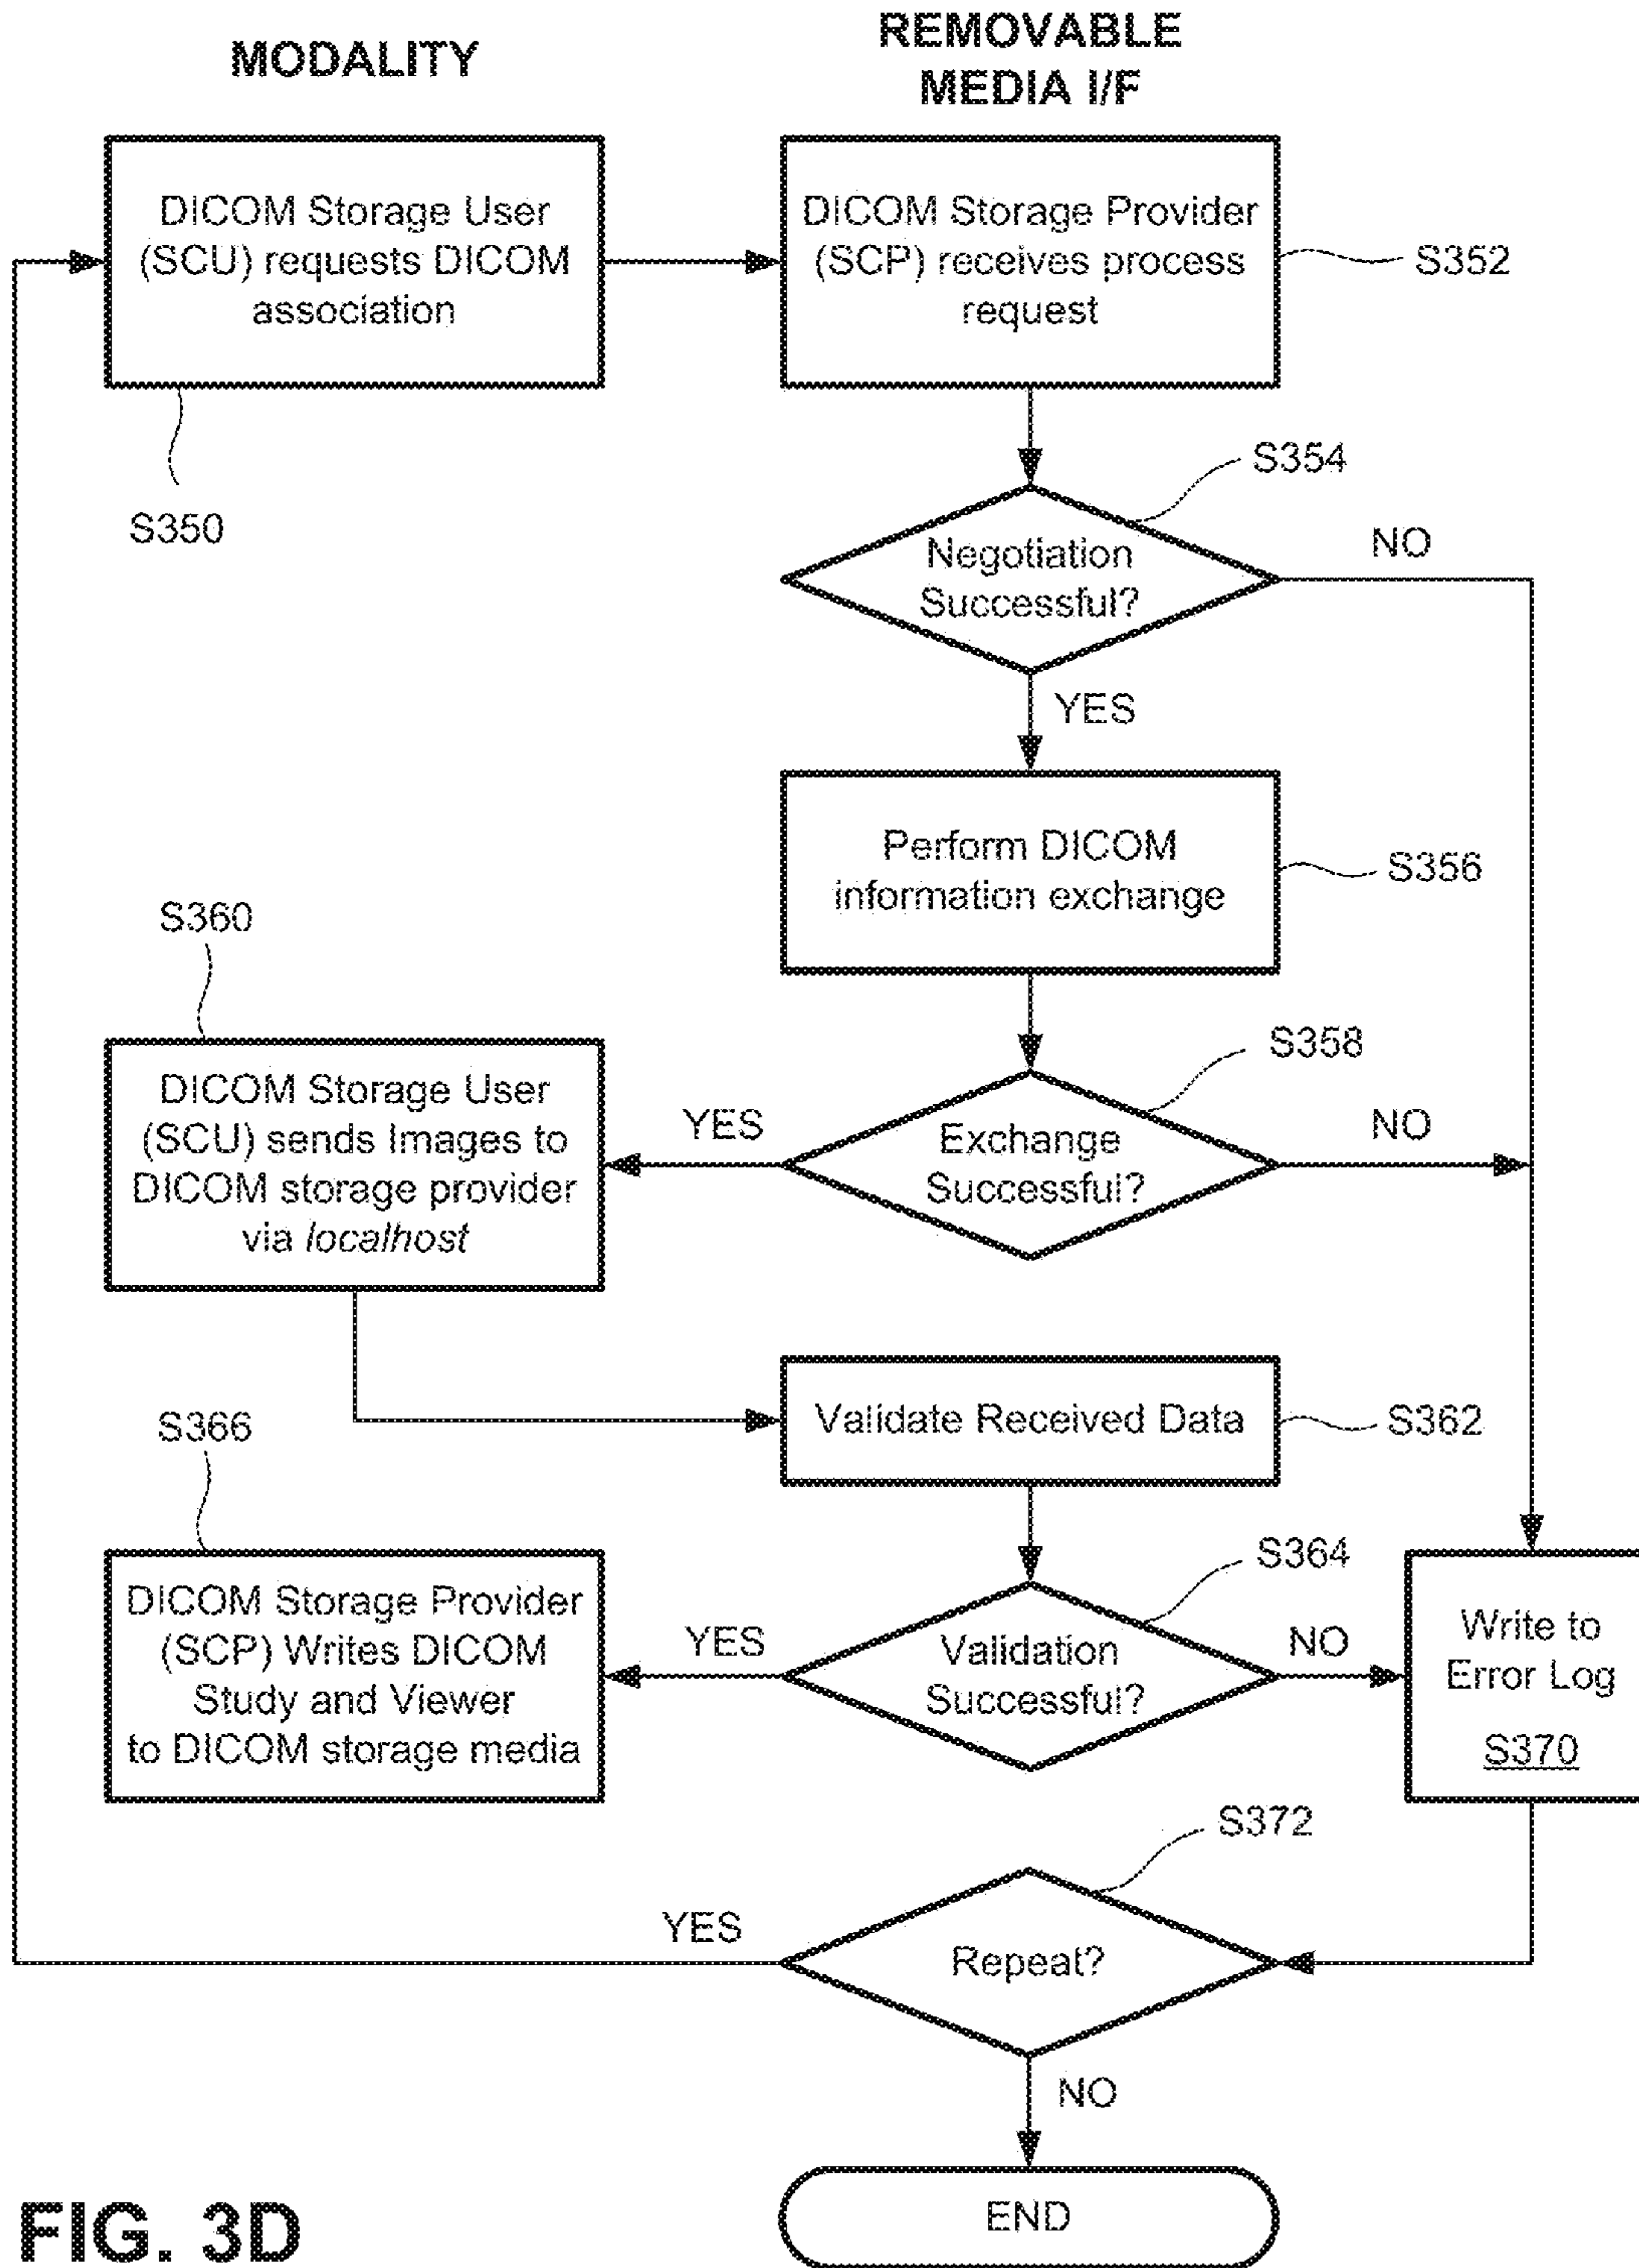 MODALITY
REMOVABLE
MEDIA I/F
DICOM Storage User
(SCU) requests DICOM
association
S350
DICOM Storage Provider
(SCP) receives process
request
S352
S354
Negotiation
Successful?
NO
YES
Perform DICOM
information exchange
S356
S358
Exchange
Successful?
NO
YES
S360
DICOM Storage User
(SCU) sends Images to
DICOM storage provider
via localhost
Validate Received Data
S362
S364
Validation
Successful?
NO
YES
S366
DICOM Storage Provider
(SCP) Writes DICOM
Study and Viewer
to DICOM storage media
Write to
Error Log
S370
S372
Repeat?
YES
NO
END
FIG. 3D